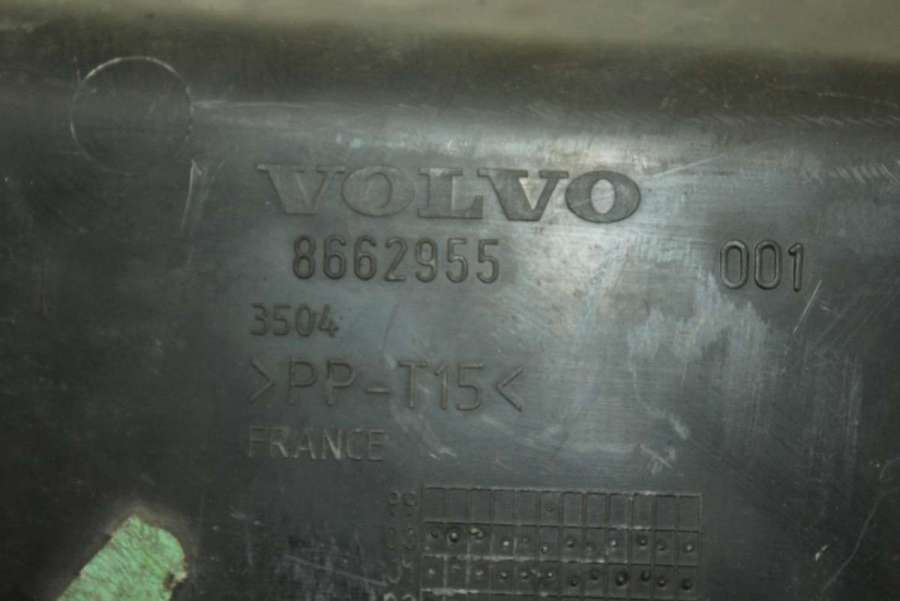 VOLVO
8662955 001
3504
>PP-T15<
FRANCE